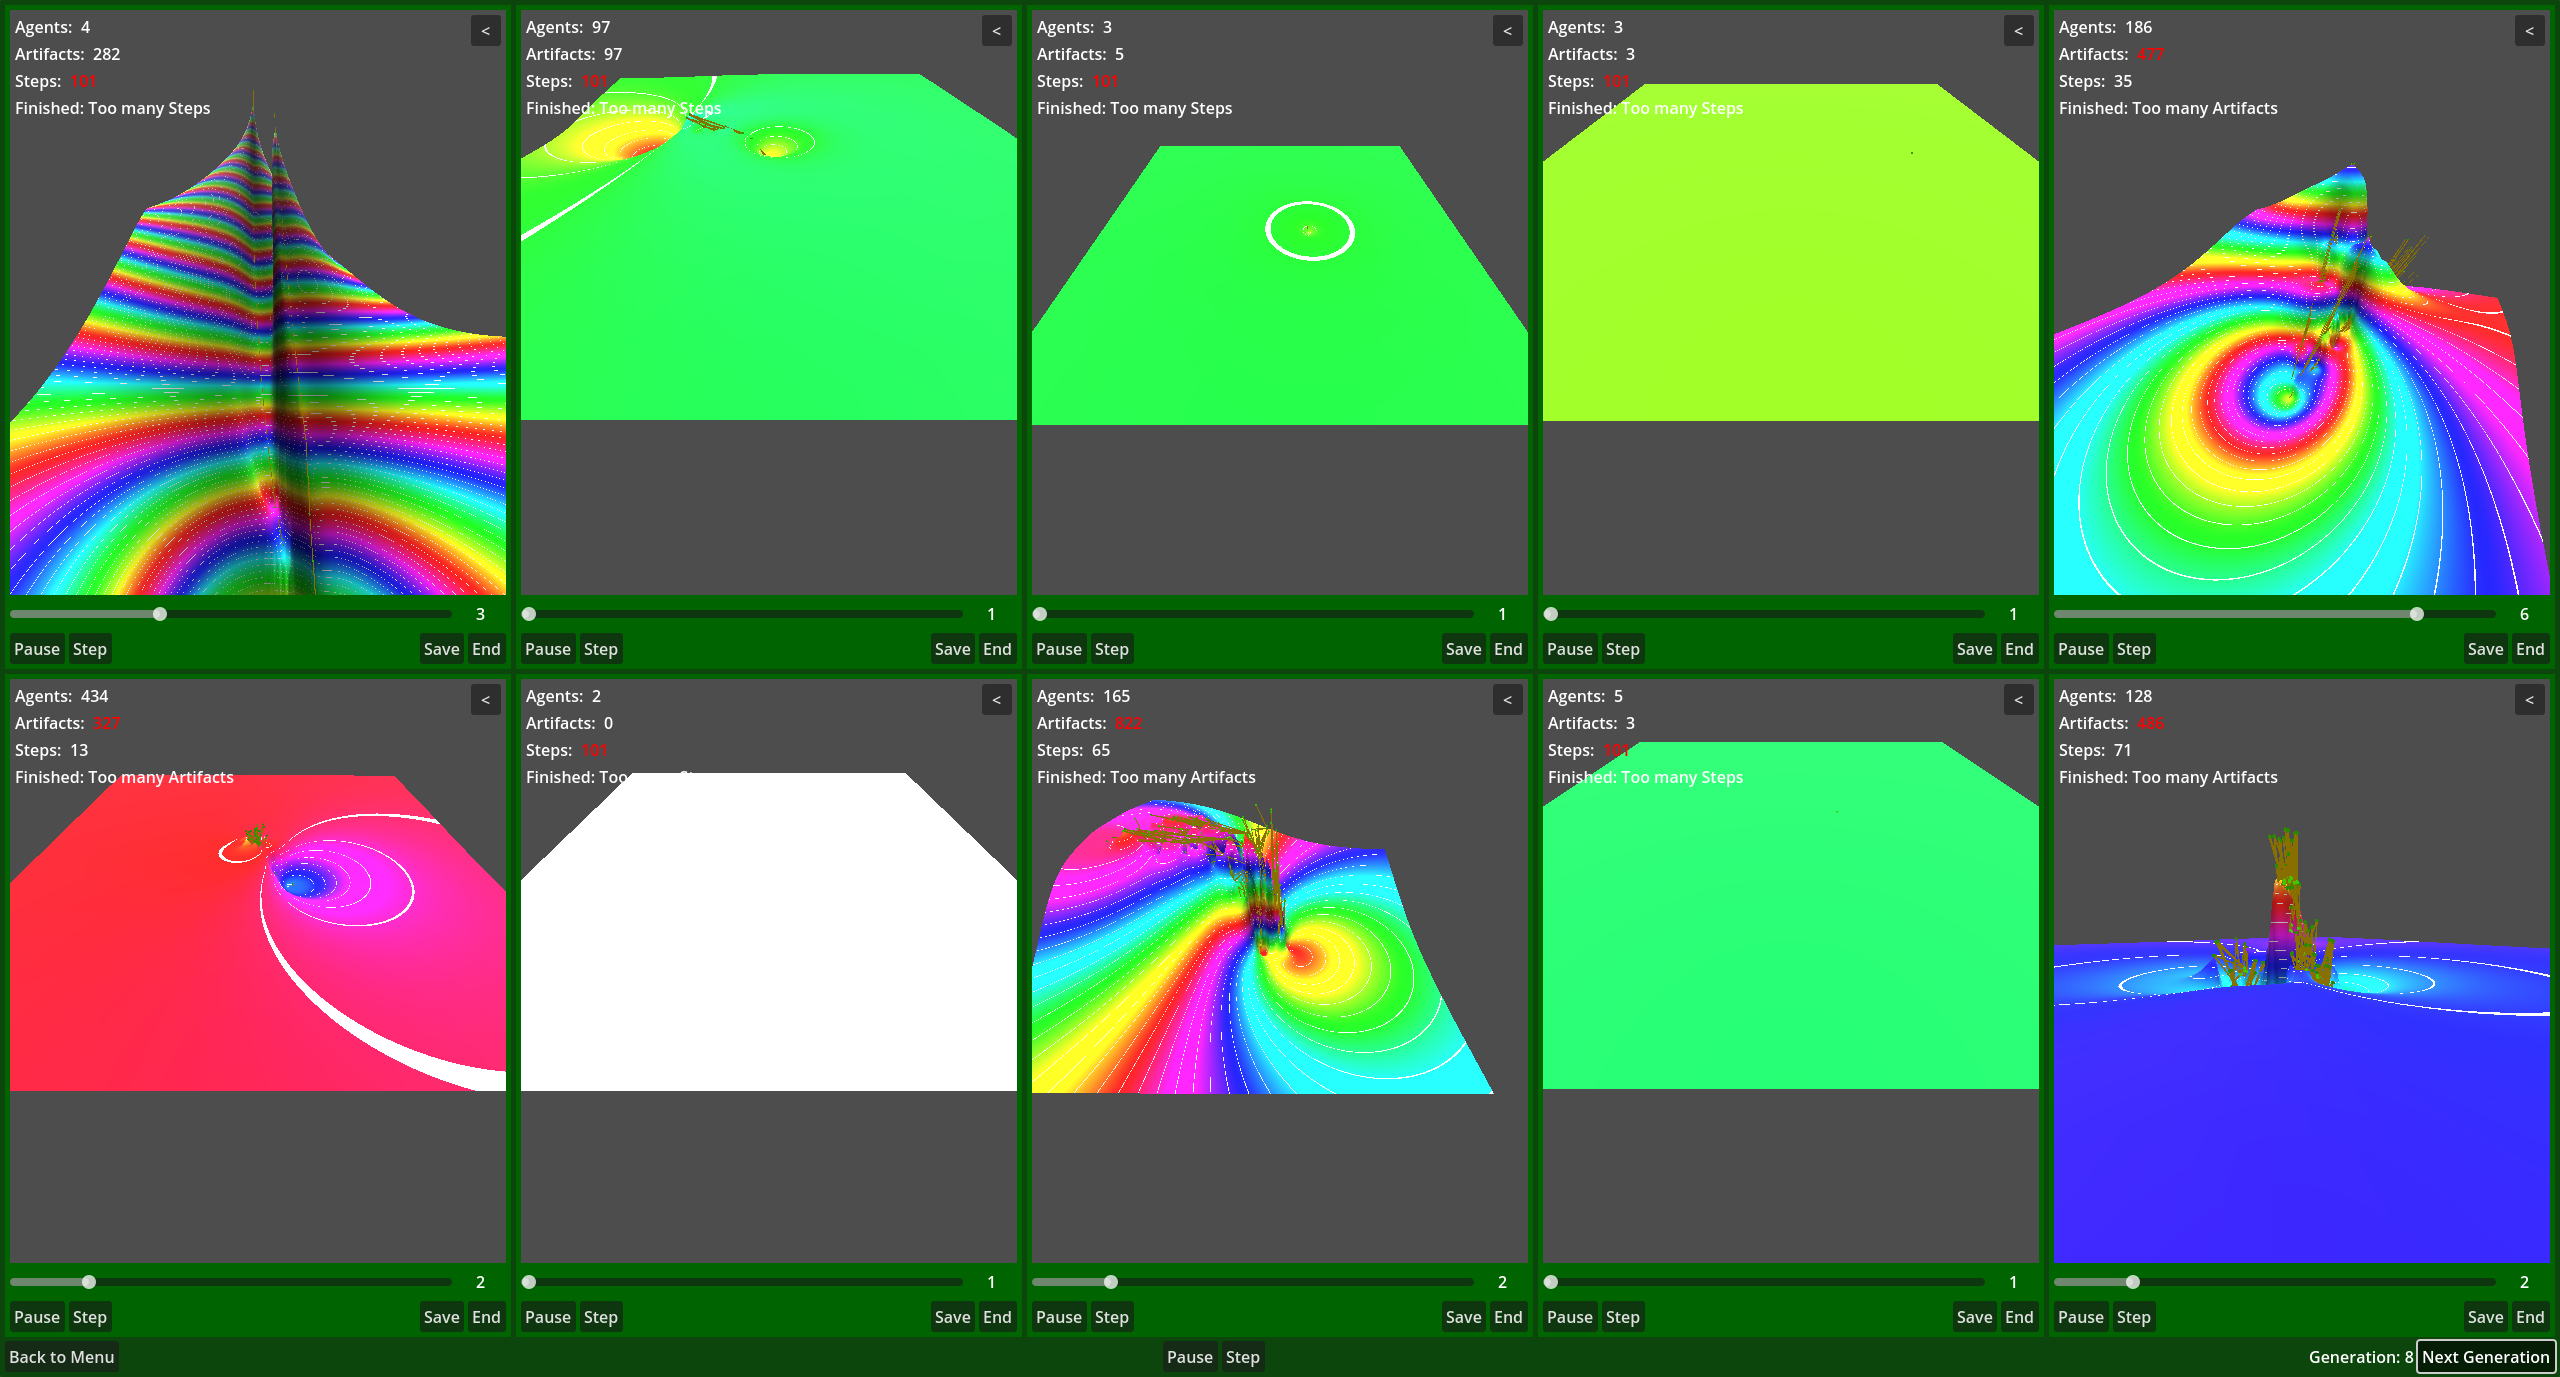 Agents: 4
Artifacts: 282
Steps: 101
Finished: Too many Steps
<
3
Pause Step Save End
Agents: 97
Artifacts: 97
Steps: 101
Finished: Too many Steps
<
1
Pause Step Save End
Agents: 3
Artifacts: 5
Steps: 101
Finished: Too many Steps
<
1
Pause Step Save End
Agents: 3
Artifacts: 3
Steps: 101
Finished: Too many Steps
<
1
Pause Step Save End
Agents: 186
Artifacts: 477
Steps: 35
Finished: Too many Artifacts
<
6
Pause Step Save End
Agents: 434
Artifacts: 327
Steps: 13
Finished: Too many Artifacts
<
2
Pause Step Save End
Agents: 2
Artifacts: 0
Steps: 101
Finished: Too
<
1
Pause Step Save End
Agents: 165
Artifacts: 822
Steps: 65
Finished: Too many Artifacts
<
2
Pause Step Save End
Agents: 5
Artifacts: 3
Steps: 101
Finished: Too many Steps
<
1
Pause Step Save End
Agents: 128
Artifacts: 486
Steps: 71
Finished: Too many Artifacts
<
2
Pause Step Save End
Back to Menu Pause Step Generation: 8 Next Generation